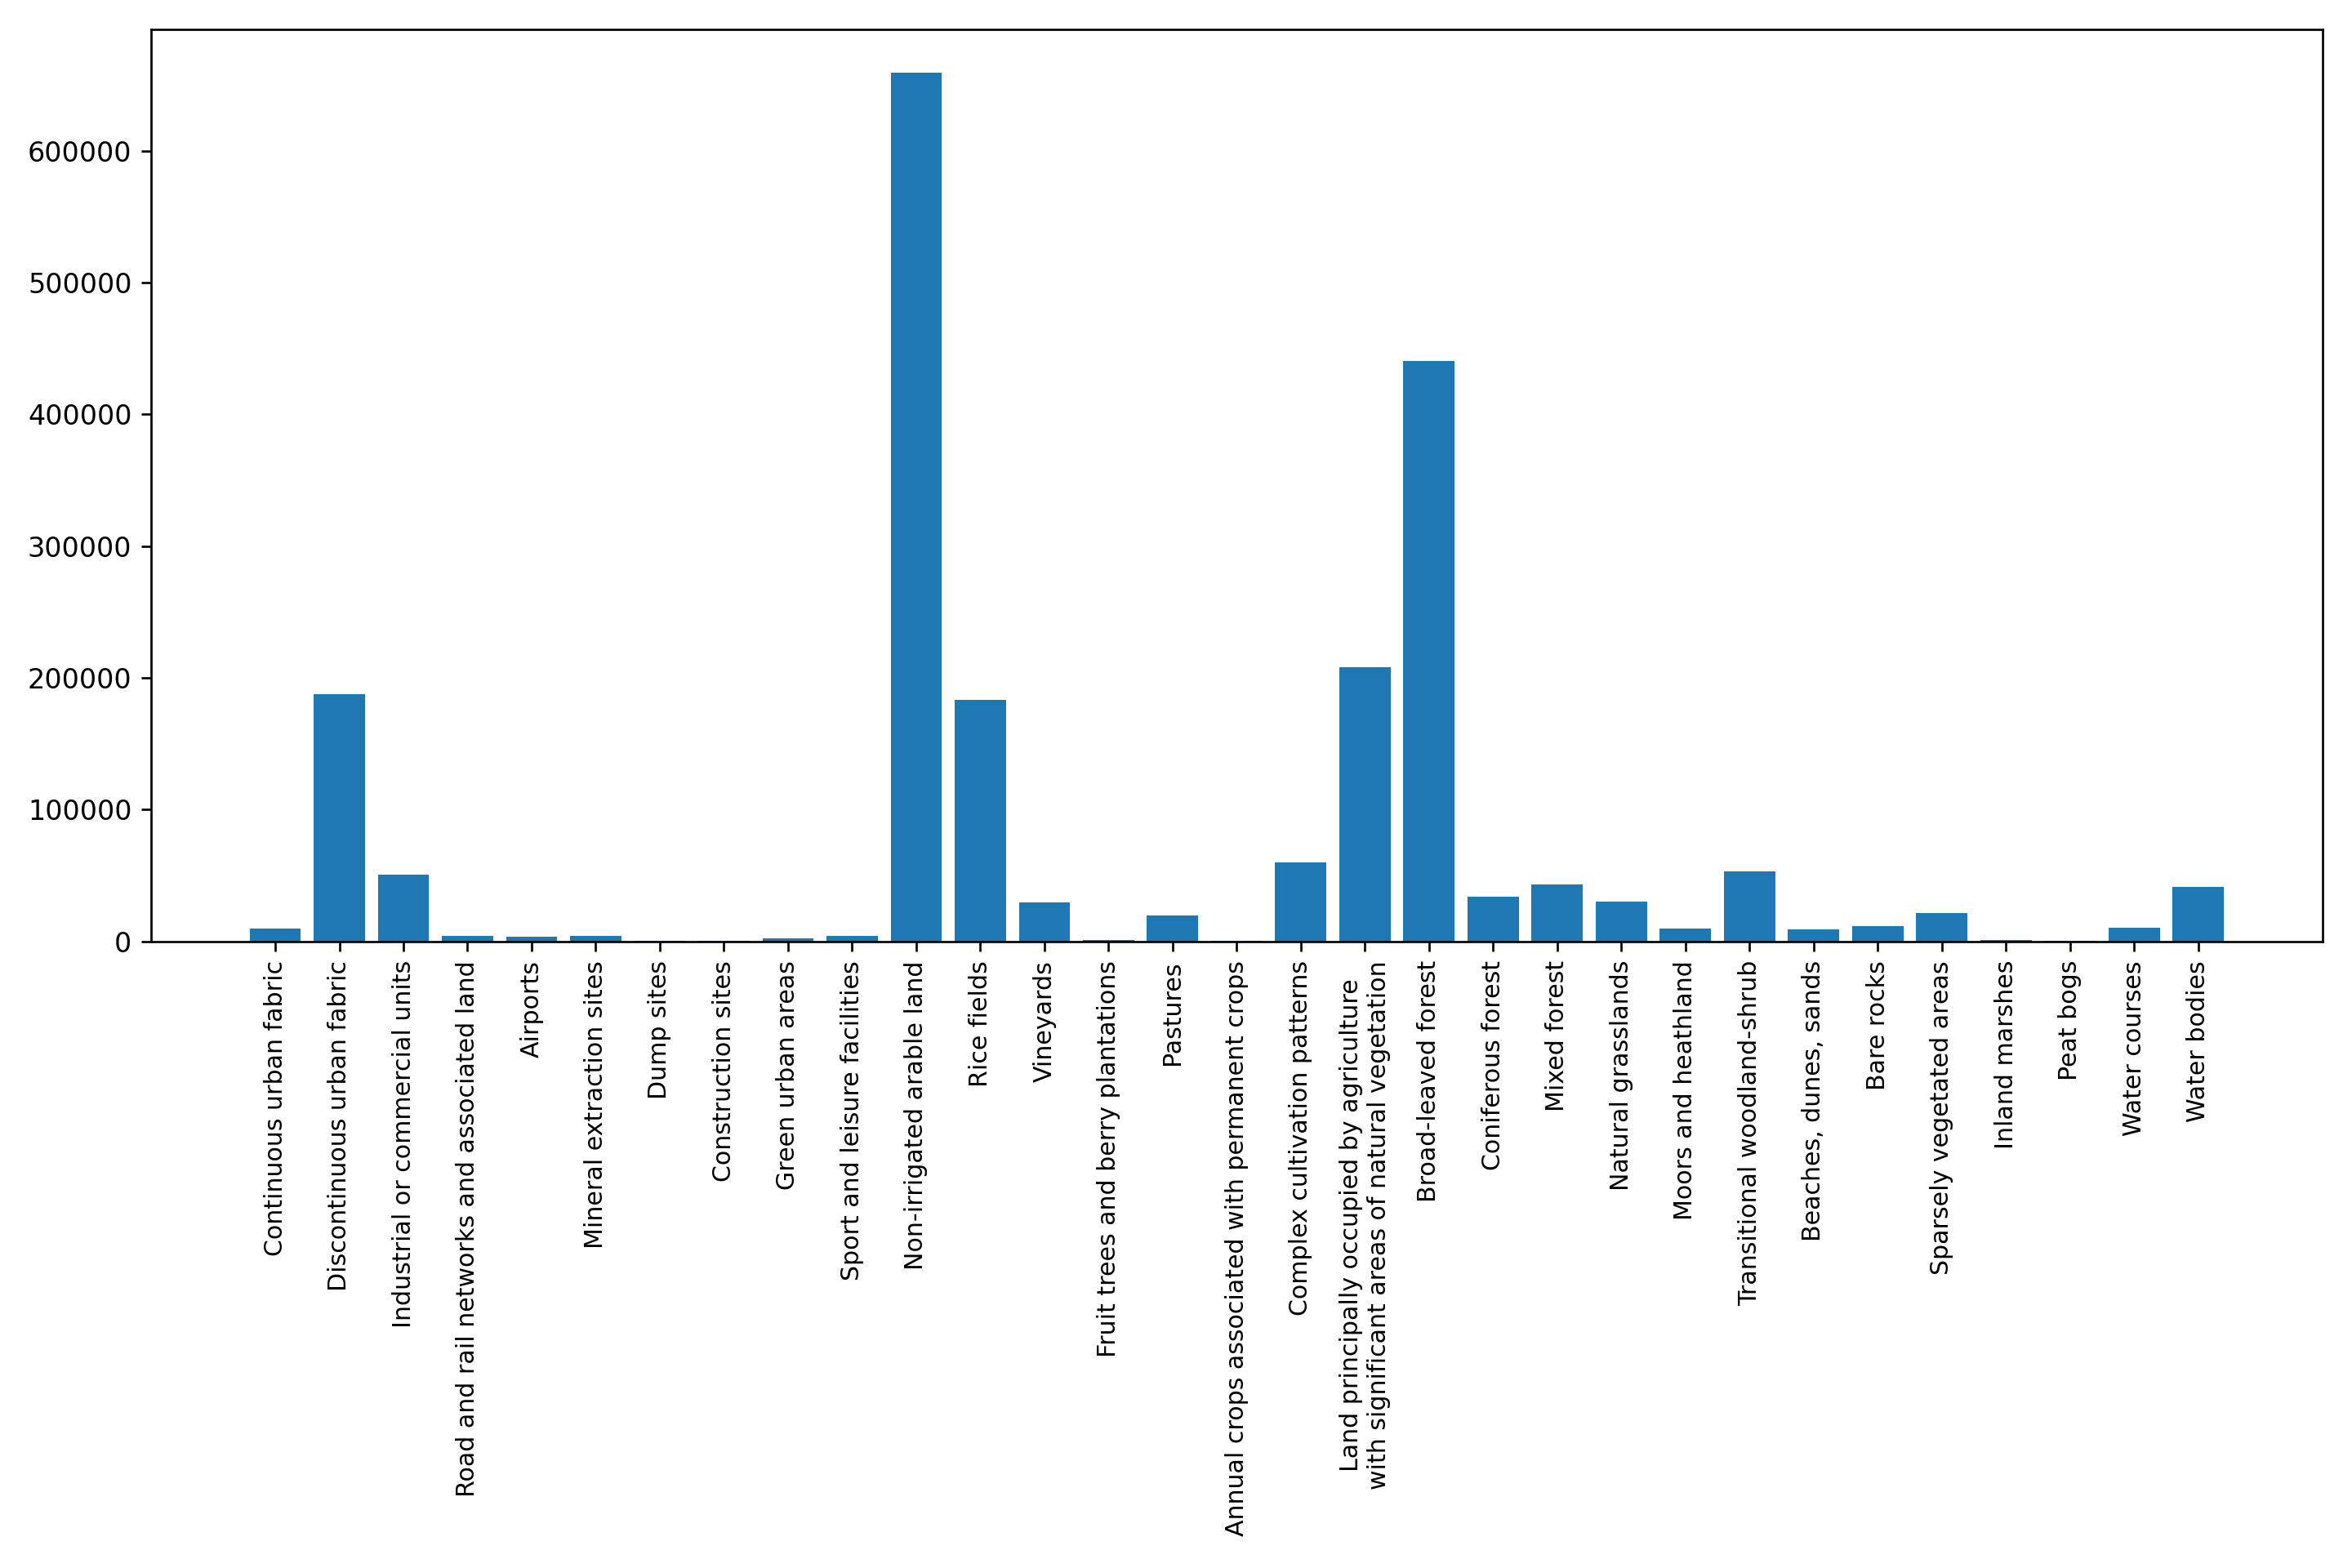 600000
500000
400000
300000
200000
100000
0
Continuous urban fabric
Discontinuous urban fabric
Industrial or commercial units
Road and rail networks and associated land
Airports
Mineral extraction sites
Dump sites
Construction sites
Green urban areas
Sport and leisure facilities
Non-irrigated arable land
Rice fields
Vineyards
Fruit trees and berry plantations
Pastures
Annual crops associated with permanent crops
Complex cultivation patterns
Land principally occupied by agriculture
with significant areas of natural vegetation
Broad-leaved forest
Coniferous forest
Mixed forest
Natural grasslands
Moors and heathland
Transitional woodland-shrub
Beaches, dunes, sands
Bare rocks
Sparsely vegetated areas
Inland marshes
Peat bogs
Water courses
Water bodies